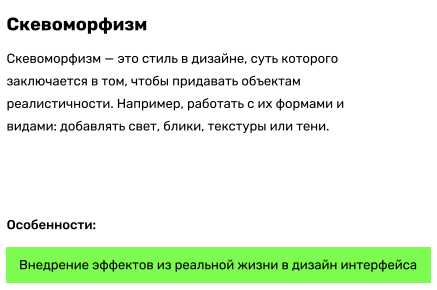 Скевоморфизм
Скевоморфизм — это стиль в дизайне, суть которого
заключается в том, чтобы придавать объектам
реалистичности. Например, работать с их формами и
видами: добавлять свет, блики, текстуры или тени.
Особенности:
Внедрение эффектов из реальной жизни в дизайн интерфейса